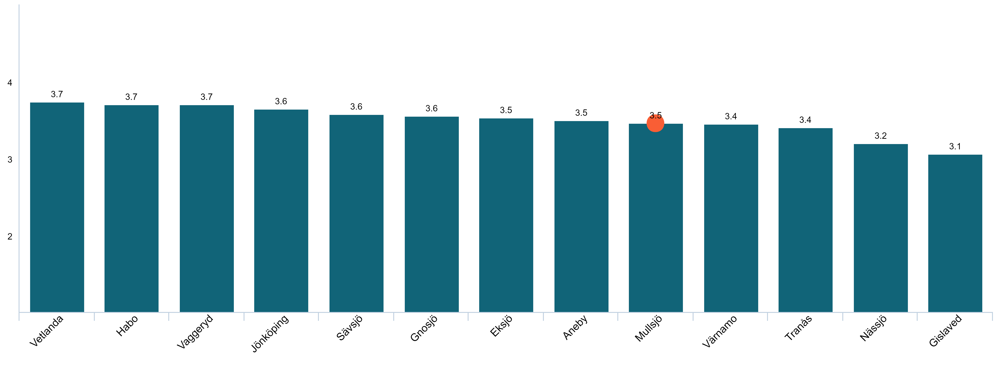 4
3
2
3.7
3.7
3.7
3.6
3.6
3.6
3.5
3.5
3.5
3.4
3.4
3.2
3.1
Vetlanda
Habo
Vaggeryd
Jönköping
Sävsjö
Gnosjö
Eksjö
Aneby
Mullsjö
Värnamo
Tranås
Nässjö
Gislaved